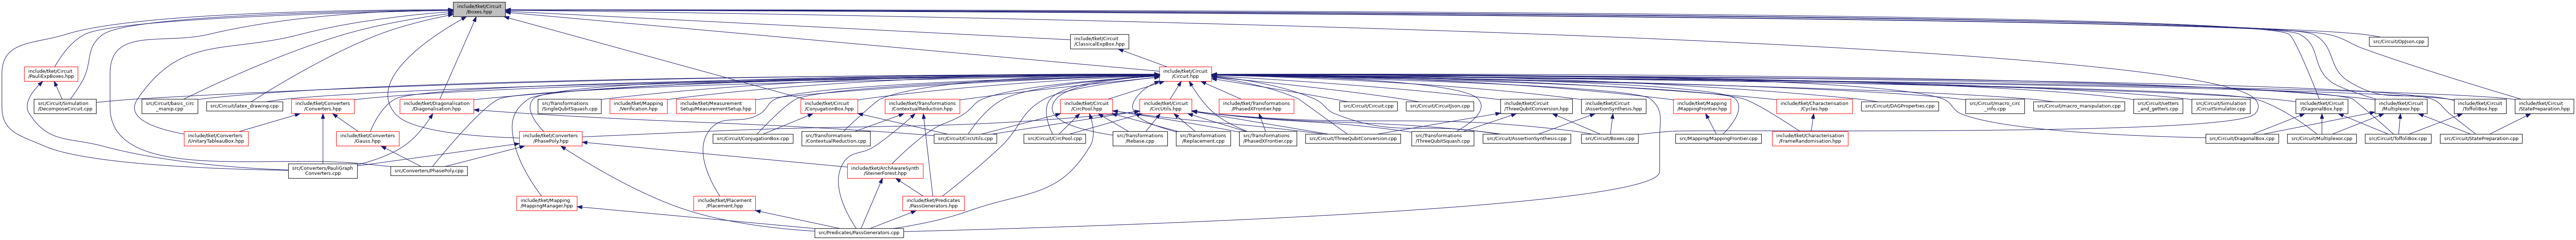 include/tket/Circuit
/Boxes.hpp
include/tket/Circuit
/ClassicalExpBox.hpp
src/Circuit/OpJson.cpp
include/tket/Circuit
/PauliExpBoxes.hpp
include/tket/Circuit
/Circuit.hpp
src/Circuit/Simulation
/DecomposeCircuit.cpp
src/Circuit/basic_circ
_manip.cpp
src/Circuit/latex_drawing.cpp
include/tket/Converters
/Converters.hpp
include/tket/Diagonalisation
/Diagonalisation.hpp
src/Transformations
/SingleQubitSquash.cpp
include/tket/Mapping
/Verification.hpp
include/tket/Measurement
Setup/MeasurementSetup.hpp
include/tket/Circuit
/ConjugationBox.hpp
include/tket/Transformations
/ContextualReduction.hpp
include/tket/Circuit
/CircPool.hpp
include/tket/Circuit
/CircUtils.hpp
include/tket/Transformations
/PhasedXFrontier.hpp
src/Circuit/Circuit.cpp
src/Circuit/CircuitJson.cpp
include/tket/Circuit
/ThreeQubitConversion.hpp
include/tket/Circuit
/AssertionSynthesis.hpp
include/tket/Mapping
/MappingFrontier.hpp
include/tket/Characterisation
/Cycles.hpp
src/Circuit/DAGProperties.cpp
src/Circuit/macro_circ
_info.cpp
src/Circuit/macro_manipulation.cpp
src/Circuit/setters
_and_getters.cpp
src/Circuit/Simulation
/CircuitSimulator.cpp
include/tket/Circuit
/DiagonalBox.hpp
include/tket/Circuit
/Multiplexor.hpp
include/tket/Circuit
/ToffoliBox.hpp
include/tket/Circuit
/StatePreparation.hpp
include/tket/Converters
/UnitaryTableauBox.hpp
include/tket/Converters
/Gauss.hpp
include/tket/Converters
/PhasePoly.hpp
src/Circuit/ConjugationBox.cpp
src/Transformations
/ContextualReduction.cpp
src/Circuit/CircUtils.cpp
src/Circuit/CircPool.cpp
src/Transformations
/Rebase.cpp
src/Transformations
/Replacement.cpp
src/Transformations
/PhasedXFrontier.cpp
src/Circuit/ThreeQubitConversion.cpp
src/Transformations
/ThreeQubitSquash.cpp
src/Circuit/AssertionSynthesis.cpp
src/Circuit/Boxes.cpp
src/Mapping/MappingFrontier.cpp
include/tket/Characterisation
/FrameRandomisation.hpp
src/Circuit/DiagonalBox.cpp
src/Circuit/Multiplexor.cpp
src/Circuit/ToffoliBox.cpp
src/Circuit/StatePreparation.cpp
src/Converters/PauliGraph
Converters.cpp
src/Converters/PhasePoly.cpp
include/tket/ArchAwareSynth
/SteinerForest.hpp
include/tket/Mapping
/MappingManager.hpp
include/tket/Placement
/Placement.hpp
include/tket/Predicates
/PassGenerators.hpp
src/Predicates/PassGenerators.cpp